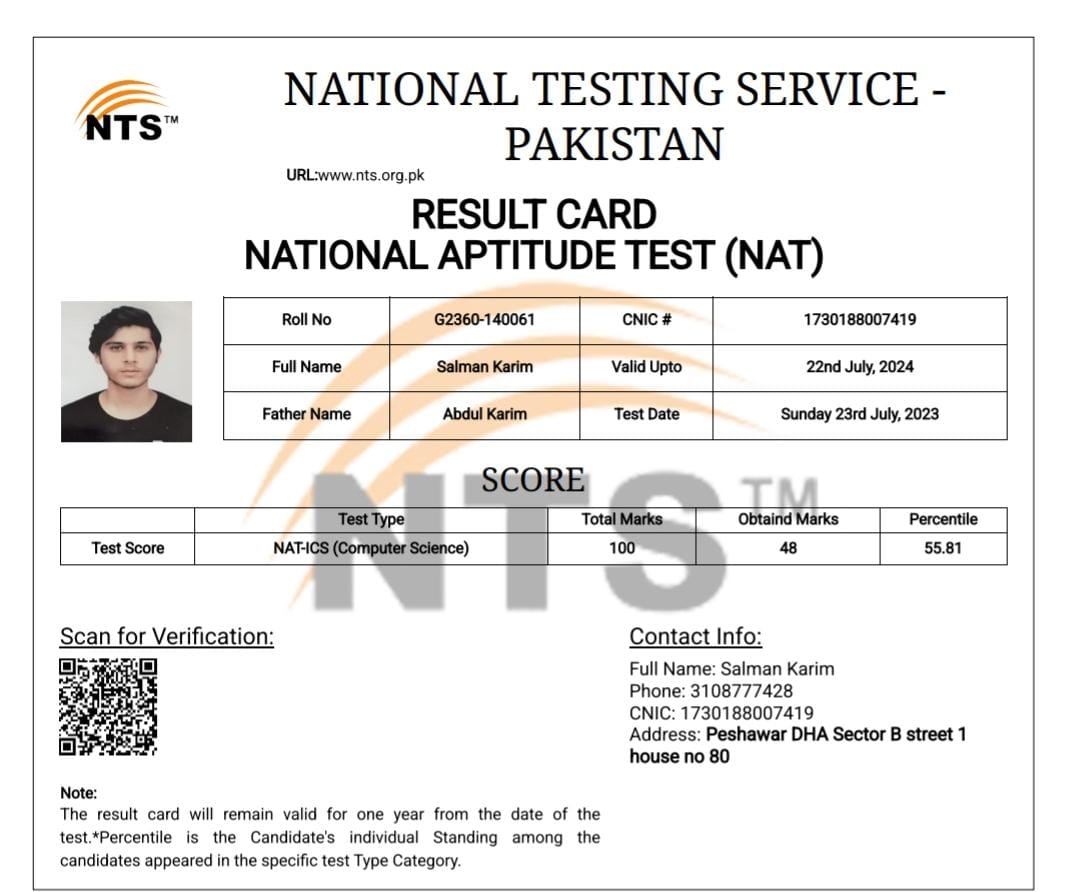 NTS™
NATIONAL TESTING SERVICE -
PAKISTAN
URL:www.nts.org.pk
RESULT CARD
NATIONAL APTITUDE TEST (NAT)
Roll No G2360-140061 CNIC # 1730188007419
Full Name Salman Karim Valid Upto 22nd July, 2024
Father Name Abdul Karim Test Date Sunday 23rd July, 2023
SCORE
NTS™
Test Type Total Marks Obtaind Marks Percentile
Test Score NAT-ICS (Computer Science) 100 48 55.81
Scan for Verification:
Contact Info:
Full Name: Salman Karim
Phone: 3108777428
CNIC: 1730188007419
Address: Peshawar DHA Sector B street 1
house no 80
Note:
The result card will remain valid for one year from the date of the
test.*Percentile is the Candidate's individual Standing among the
candidates appeared in the specific test Type Category.